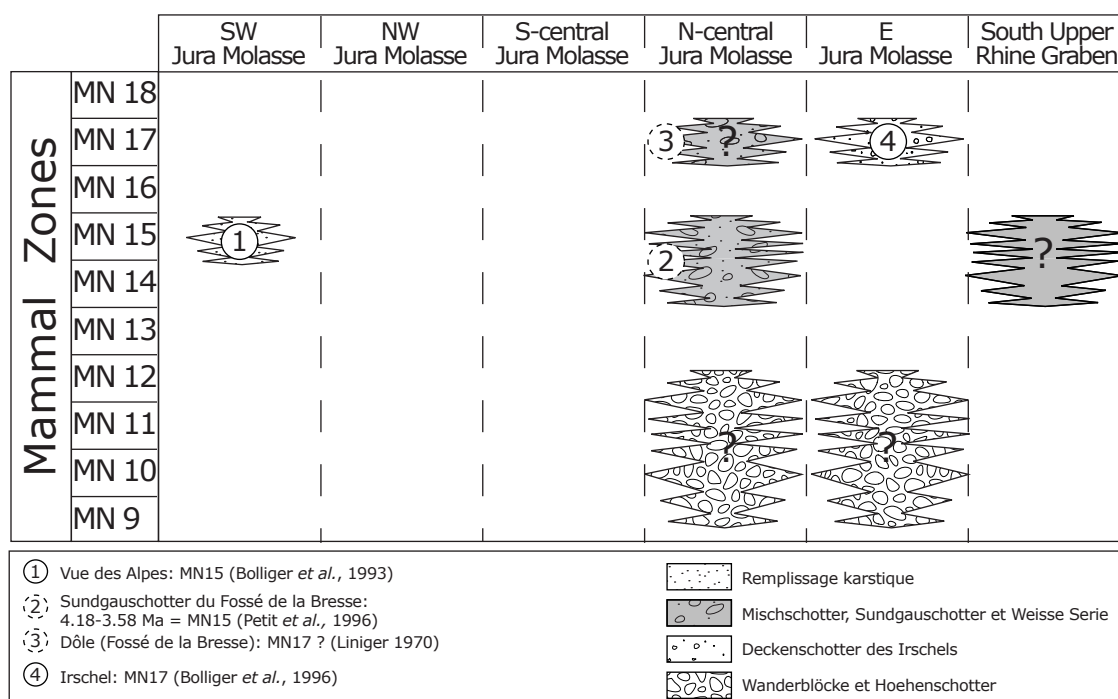 SW
Jura Molasse
NW
Jura Molasse
S-central
Jura Molasse
N-central
Jura Molasse
E
Jura Molasse
South Upper
Rhine Graben
Mammal Zones
MN 18
MN 17
3
?
4
MN 16
MN 15
1
2
?
MN 14
MN 13
MN 12
MN 11
?
?
MN 10
MN 9
1 Vue des Alpes: MN15 (Bolliger et al., 1993)
2 Sundgauschotter du Fossé de la Bresse:
4.18-3.58 Ma = MN15 (Petit et al., 1996)
3 Dôle (Fossé de la Bresse): MN17 ? (Liniger 1970)
4 Irschel: MN17 (Bolliger et al., 1996)
Remplissage karstique
Mischschotter, Sundgauschotter et Weisse Serie
Deckenschotter des Irschels
Wanderblöcke et Hoehenschotter